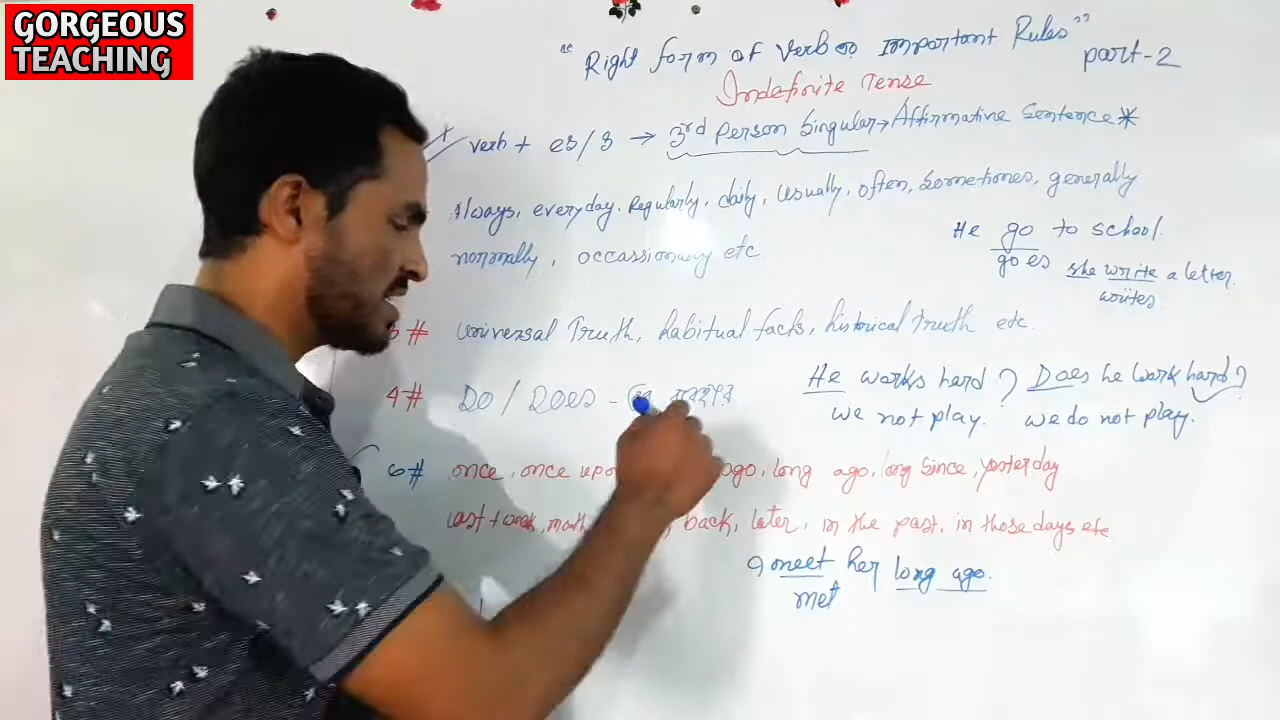 GORGEOUS
TEACHING
"Right form of Verb Important Rules"
part-2
Indefinite Tense
verb + es/s → 3rd Person Singular → Affirmative Sentence *
Always, everyday. Regularly, daily, Usually, often, Sometimes, generally
normally, occassionaly etc.
He go to school.
goes
she write a letter.
writes
# Universal Truth, habitual facts, historical truth etc.
4# DO / DOES -
He works hard ? Does he work hard?
we not play. we do not play.
6# once, once upo ago, long ago, long since, yesterday
Last + week, month back, later, in the past, in those days etc
I meet her long ago.
met